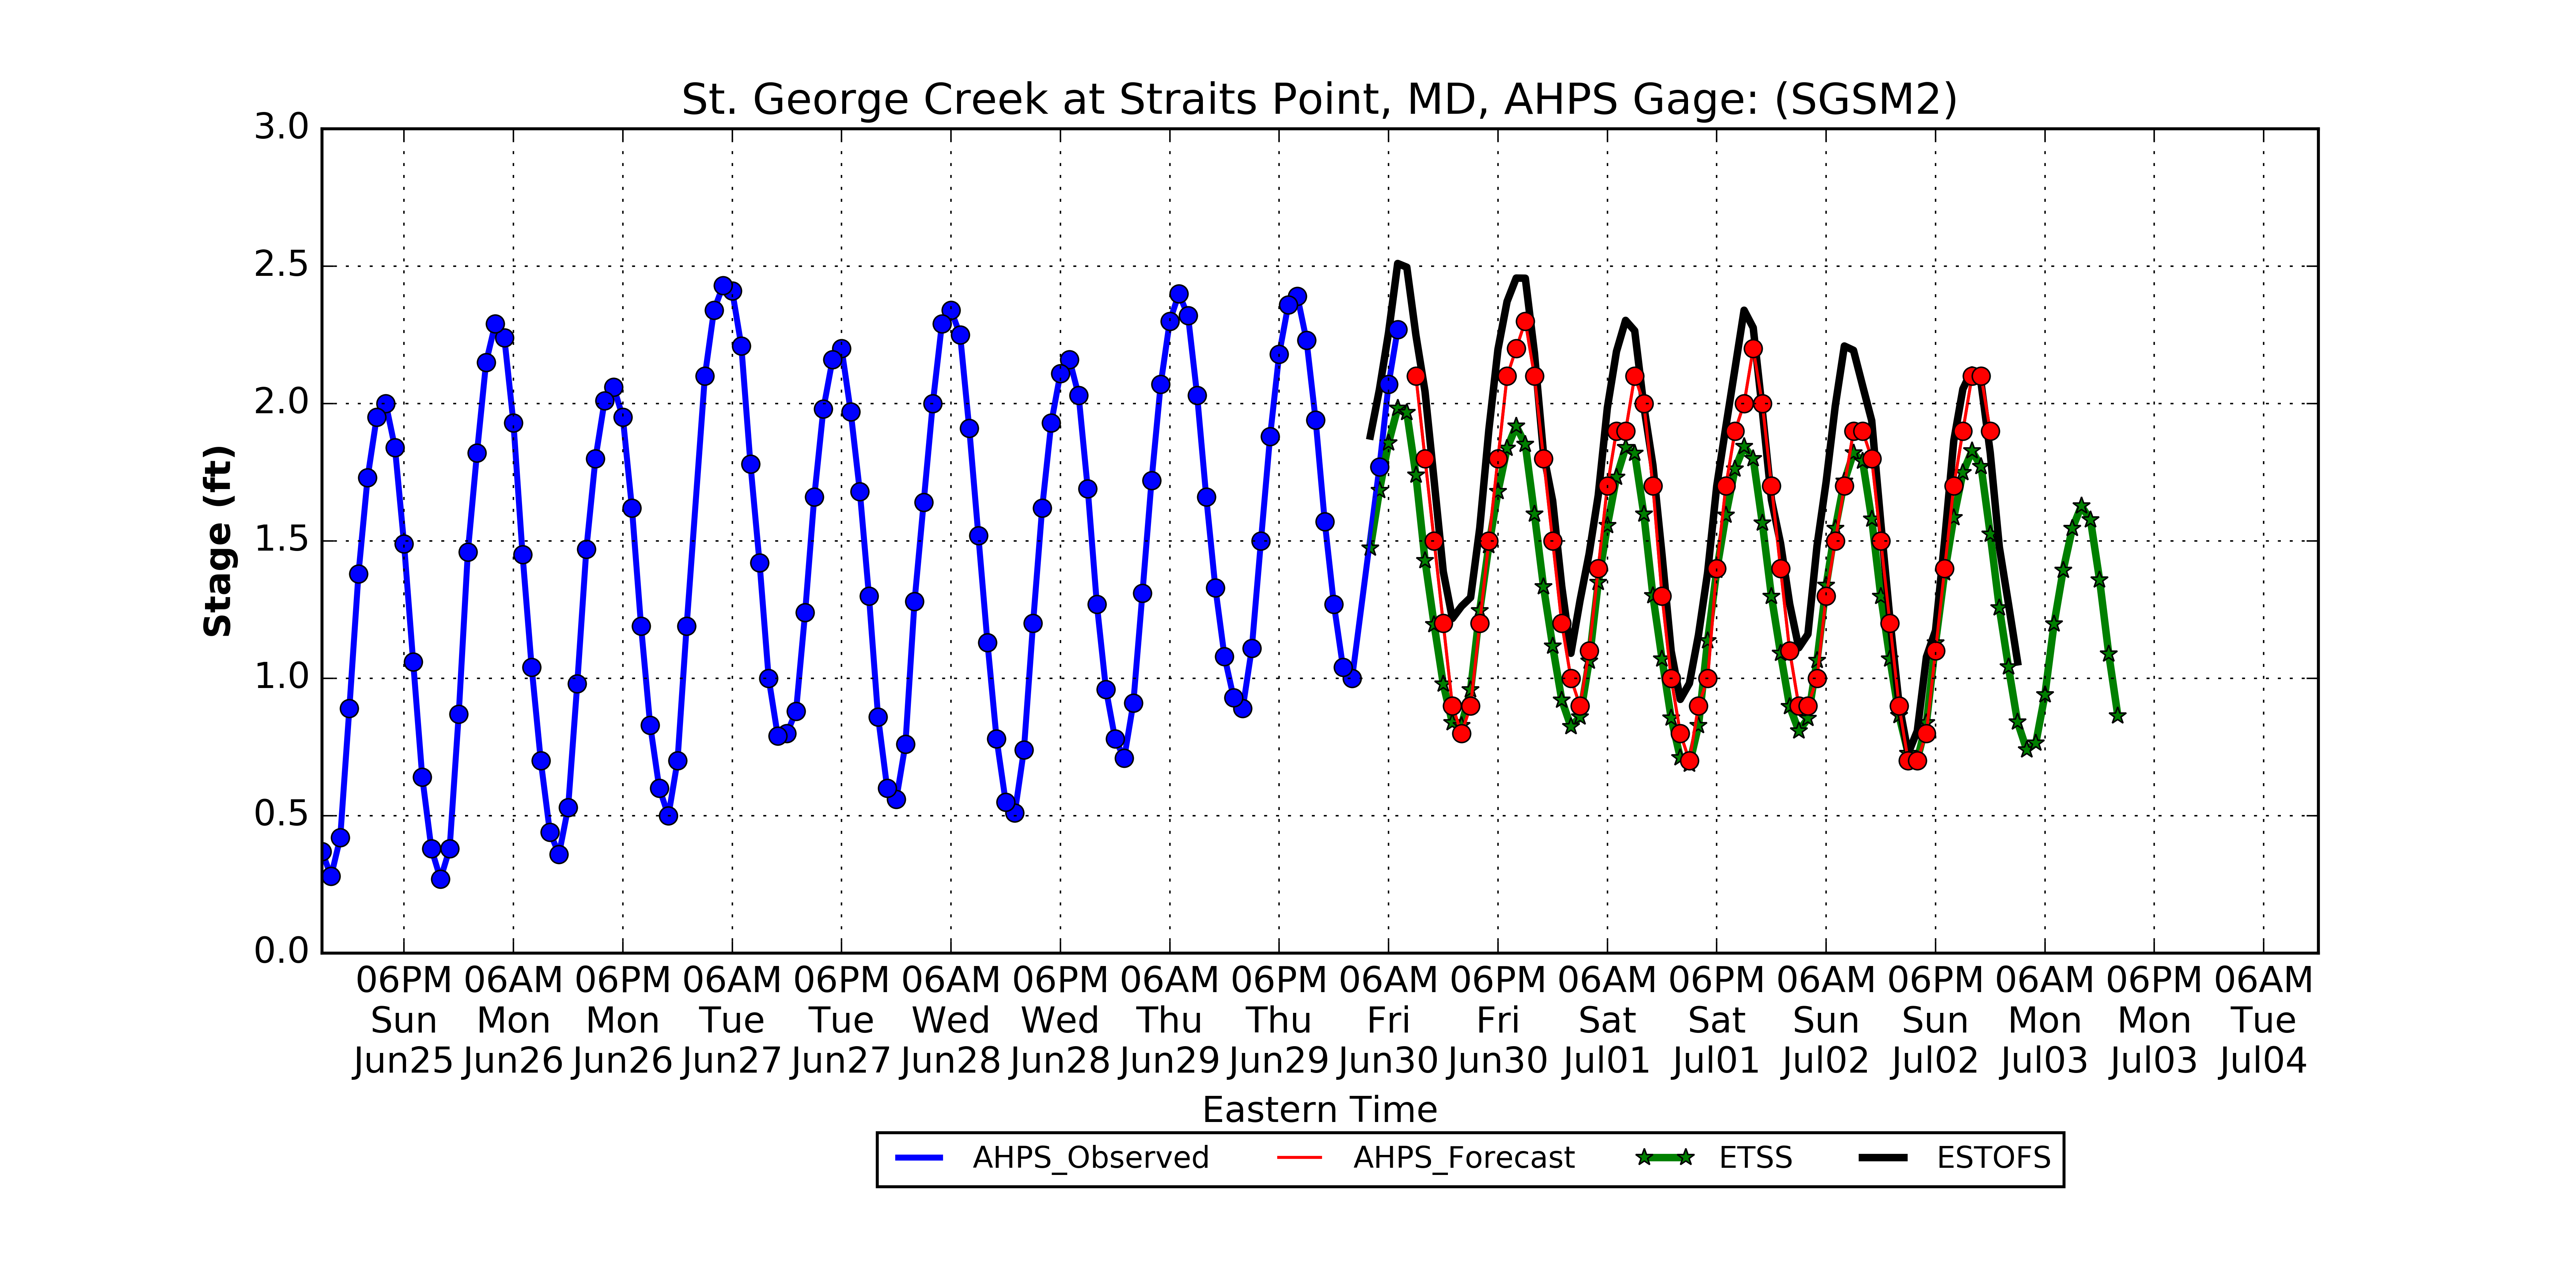 St. George Creek at Straits Point, MD, AHPS Gage: (SGSM2)
3.0
2.5
2.0
1.5
1.0
0.5
0.0
Stage (ft)
06PM 06AM 06PM 06AM 06PM 06AM 06PM 06AM 06PM 06AM 06PM 06AM 06PM 06AM 06PM 06AM 06PM 06AM
Sun Mon Mon Tue Tue Wed Wed Thu Thu Fri Fri Sat Sat Sun Sun Mon Mon Tue
Jun25 Jun26 Jun26 Jun27 Jun27 Jun28 Jun28 Jun29 Jun29 Jun30 Jun30 Jul01 Jul01 Jul02 Jul02 Jul03 Jul03 Jul04
Eastern Time
AHPS_Observed AHPS_Forecast ETSS ESTOFS